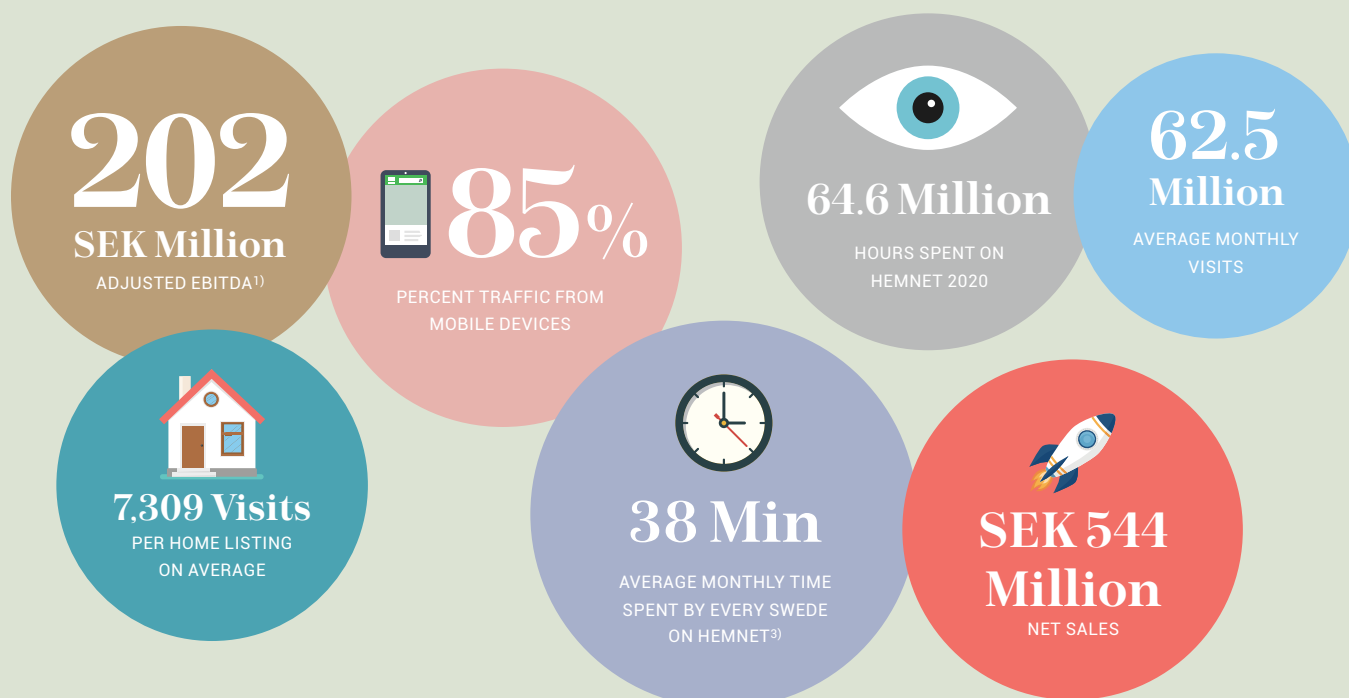 202
SEK Million
ADJUSTED EBITDA1)
85%
PERCENT TRAFFIC FROM
MOBILE DEVICES
64.6 Million
HOURS SPENT ON
HEMNET 2020
62.5
Million
AVERAGE MONTHLY
VISITS
7,309 Visits
PER HOME LISTING
ON AVERAGE
38 Min
AVERAGE MONTHLY TIME
SPENT BY EVERY SWEDE
ON HEMNET3)
SEK 544
Million
NET SALES